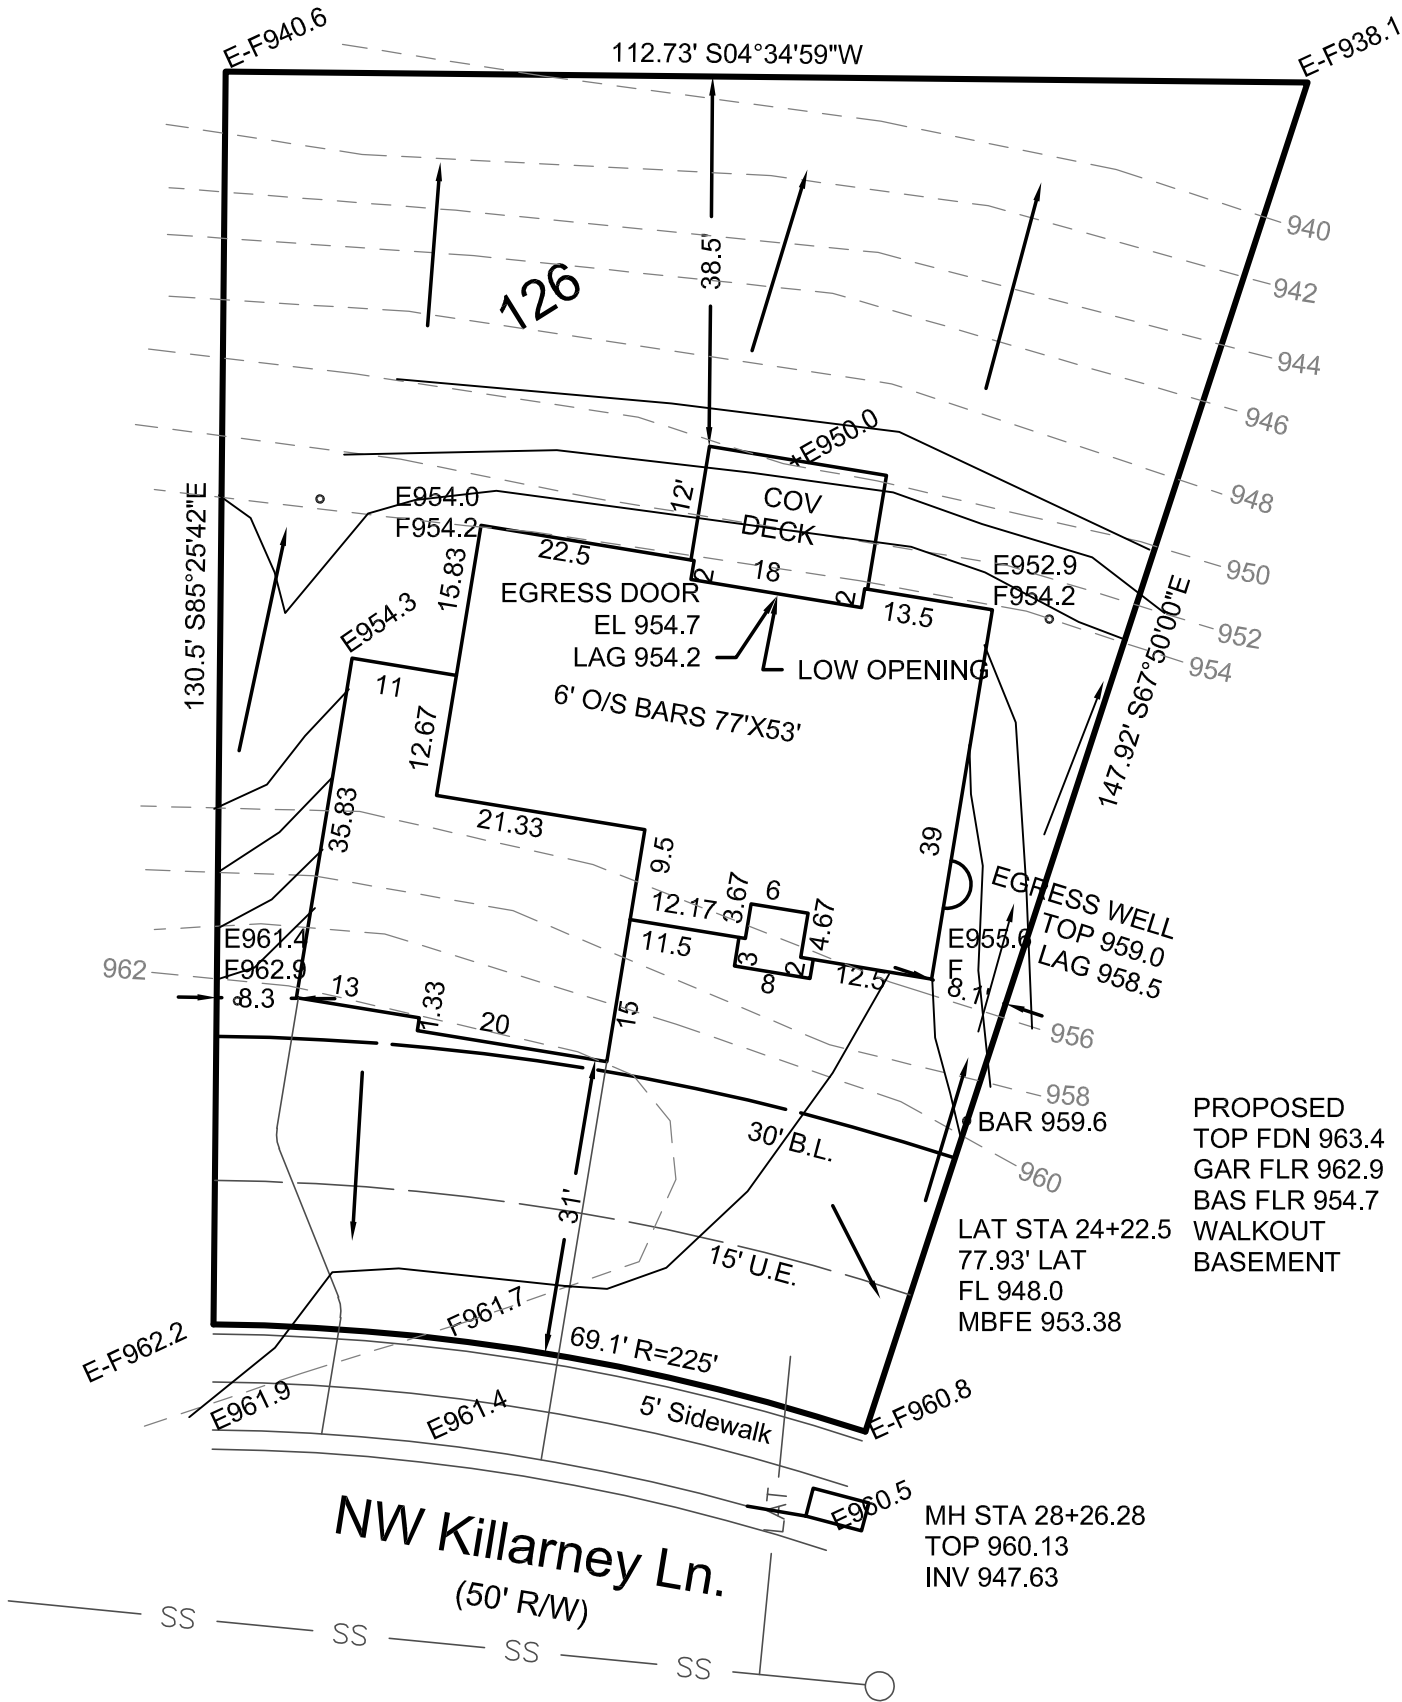 E-F940.6
112.73' S04°34'59"W
E-F938.1
940
942
944
946
948
950
952
954
38.5'
126
+E950.0
COV
DECK
12'
E954.0
F954.2
22.5
2
18
2
13.5
E952.9
F954.2
15.83
EGRESS DOOR
EL 954.7
LAG 954.2
LOW OPENING
6' O/S BARS 77'X53'
130.5' S85°25'42"E
147.92' S67°50'00"E
E954.3
11
12.67
35.83
21.33
9.5
39
12.17
3.67
6
4.67
11.5
3
8
2
12.5
EGRESS WELL
TOP 959.0
LAG 958.5
E955.6
F
8.1'
962
E961.4
F962.9
8.3
13
1.33
20
15
956
958
960
BAR 959.6
30' B.L.
31'
15' U.E.
PROPOSED
TOP FDN 963.4
GAR FLR 962.9
BAS FLR 954.7
WALKOUT
BASEMENT
LAT STA 24+22.5
77.93' LAT
FL 948.0
MBFE 953.38
F961.7
69.1' R=225'
E-F962.2
E961.9
E961.4
5' Sidewalk
E-F960.8
E960.5
LAT
MH STA 28+26.28
TOP 960.13
INV 947.63
NW Killarney Ln.
(50' R/W)
SS SS SS SS